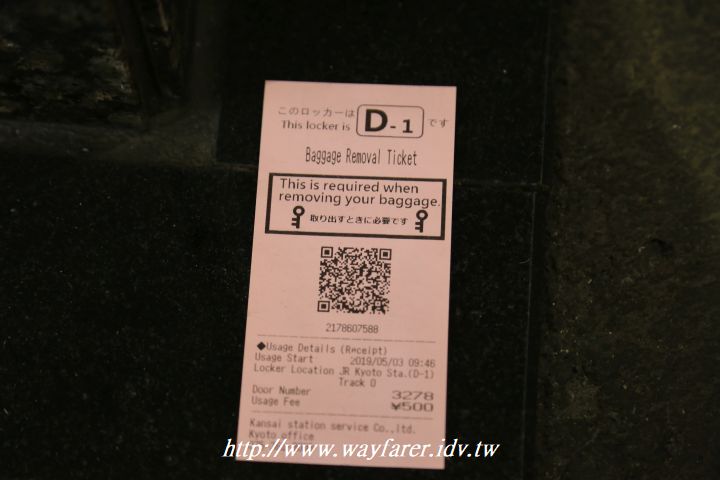 このロッカーは
This locker is D-1 です
Baggage Removal Ticket
This is required when
removing your baggage.
取り出すときに必要です
2178607588
◆Usage Details (Receipt)
Usage Start 2019/05/03 09:46
Locker Location JR Kyoto Sta.(D-1)
Track 0
Door Number 3278
Usage Fee ¥500
Kansai station service Co.,ltd.
Kyoto office
http://www.wayfarer.idv.tw